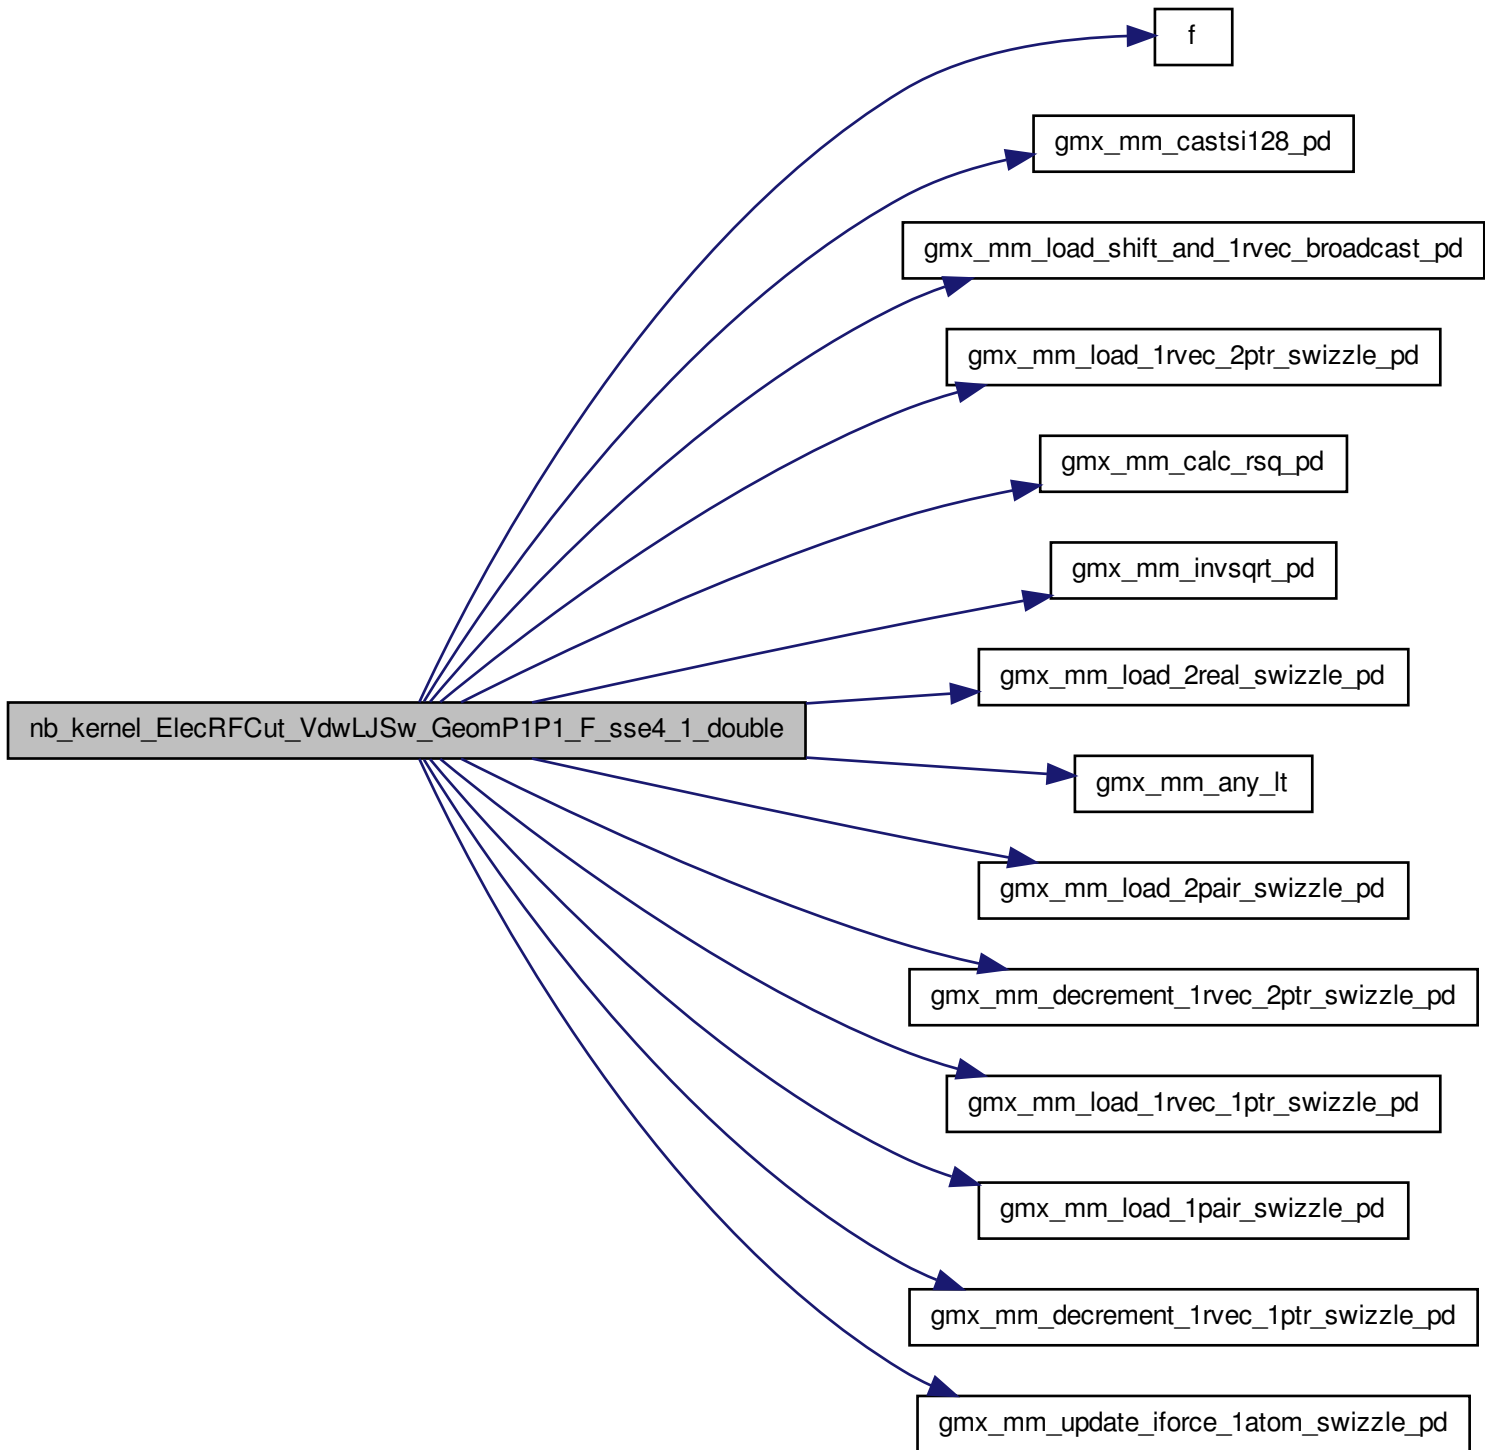 f
gmx_mm_castsi128_pd
gmx_mm_load_shift_and_1rvec_broadcast_pd
gmx_mm_load_1rvec_2ptr_swizzle_pd
gmx_mm_calc_rsq_pd
gmx_mm_invsqrt_pd
gmx_mm_load_2real_swizzle_pd
nb_kernel_ElecRFCut_VdwLJSw_GeomP1P1_F_sse4_1_double
gmx_mm_any_lt
gmx_mm_load_2pair_swizzle_pd
gmx_mm_decrement_1rvec_2ptr_swizzle_pd
gmx_mm_load_1rvec_1ptr_swizzle_pd
gmx_mm_load_1pair_swizzle_pd
gmx_mm_decrement_1rvec_1ptr_swizzle_pd
gmx_mm_update_iforce_1atom_swizzle_pd